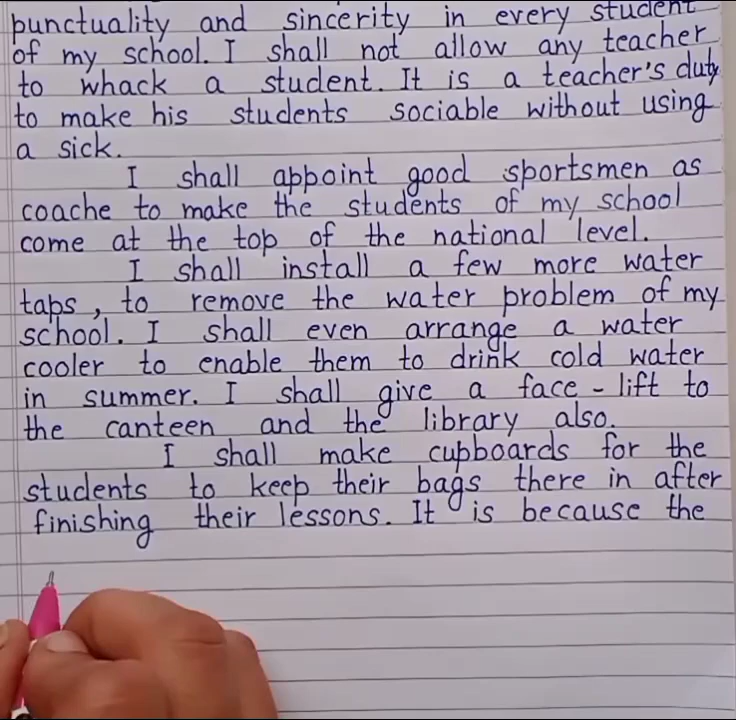 punctuality and sincerity in every student
of my school. I shall not allow any teacher
to whack a student. It is a teacher's duty
to make his students sociable without using
a sick.
I shall appoint good sportsmen as
coache to make the students of my school
come at the top of the national level.
I shall install a few more water
taps, to remove the water problem of my
school. I shall even arrange a water
cooler to enable them to drink cold water
in summer. I shall give a face-lift to
the canteen and the library also.
I shall make cupboards for the
students to keep their bags there in after
finishing their lessons. It is because the